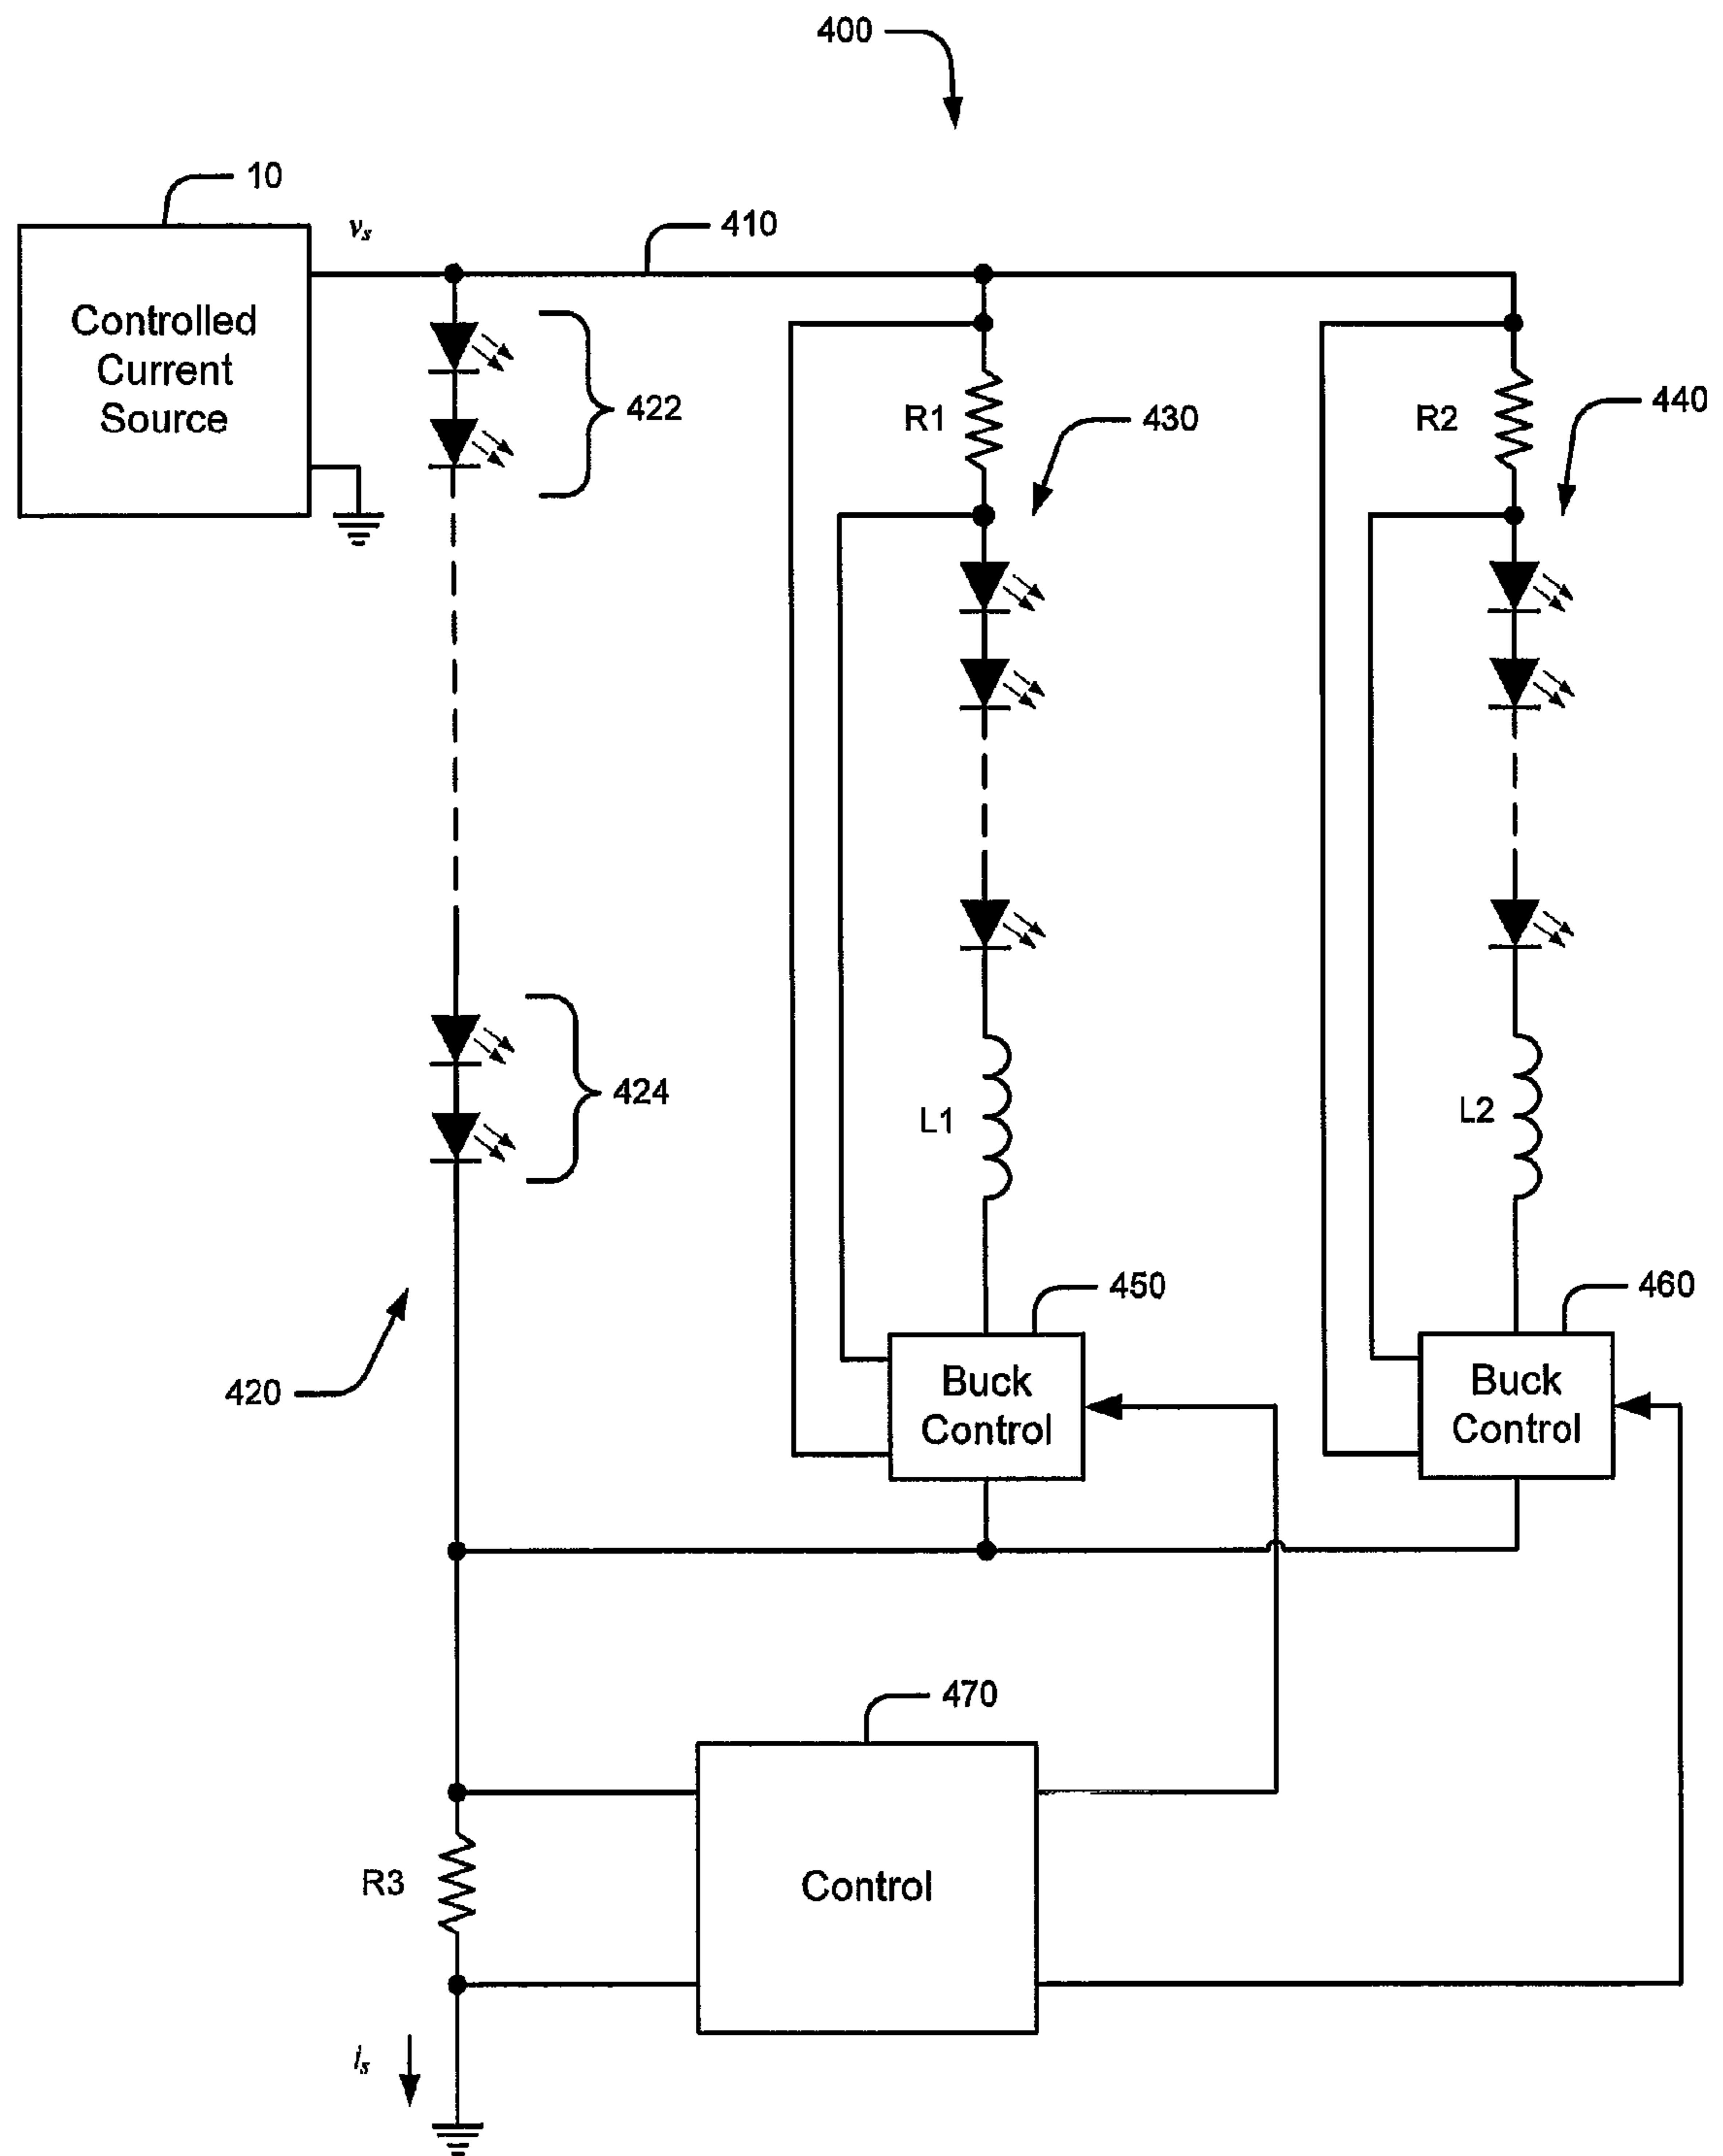 400
10
vs
410
Controlled
Current
Source
422
R1
430
R2
440
424
L1
L2
450
460
420
Buck
Control
Buck
Control
470
R3
Control
is